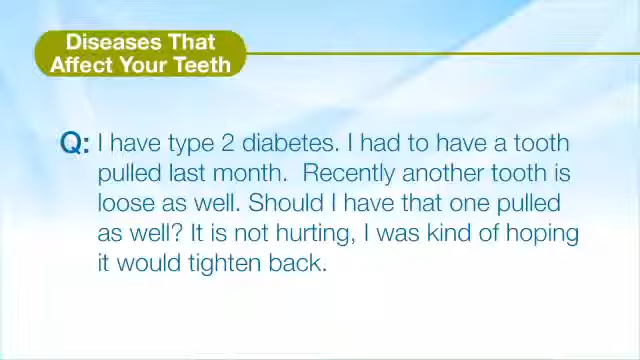 Diseases That
Affect Your Teeth
Q: I have type 2 diabetes. I had to have a tooth
pulled last month.  Recently another tooth is
loose as well. Should I have that one pulled
as well? It is not hurting, I was kind of hoping
it would tighten back.